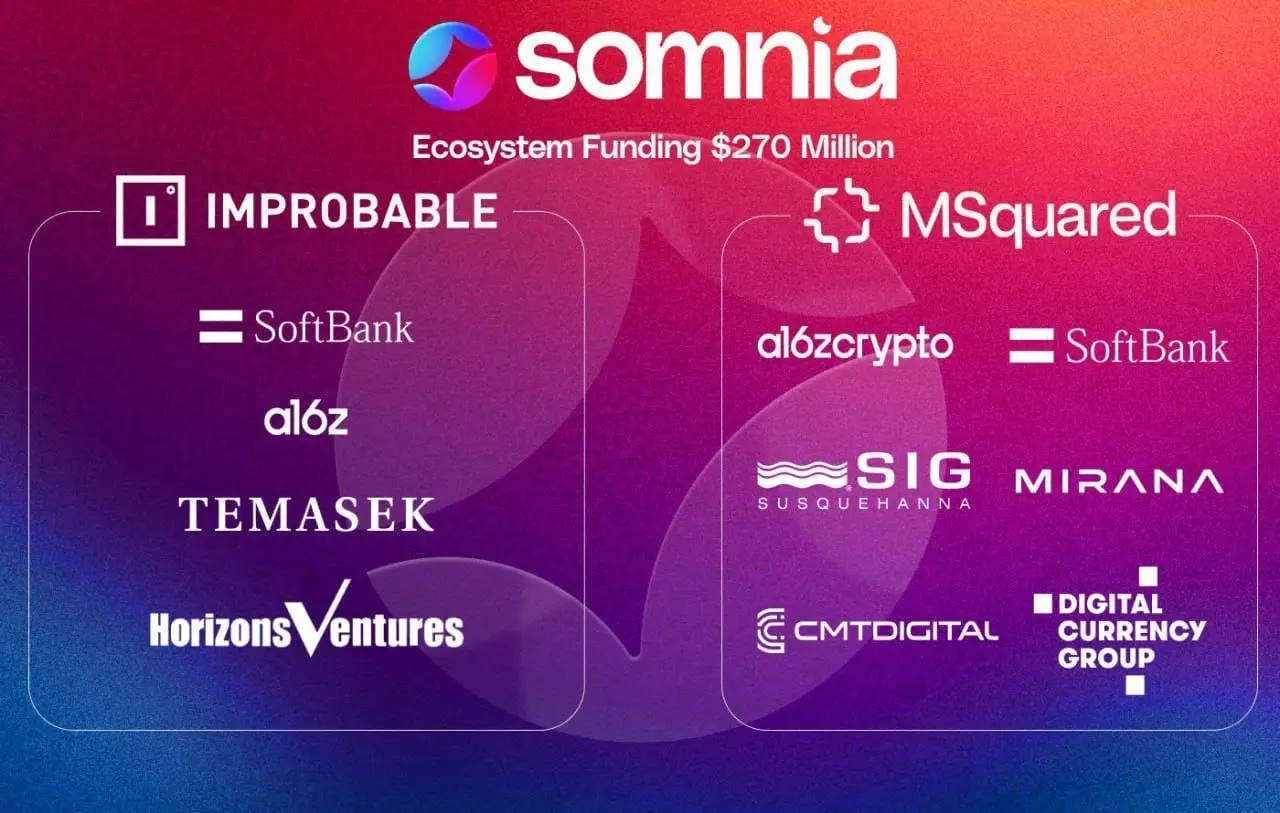 somnia
Ecosystem Funding $270 Million
IMPROBABLE
SoftBank
a16z
TEMASEK
HorizonsVentures
MSquared
a16zcrypto
SoftBank
SIG
SUSQUEHANNA
MIRANA
CMTDIGITAL
DIGITAL
CURRENCY
GROUP